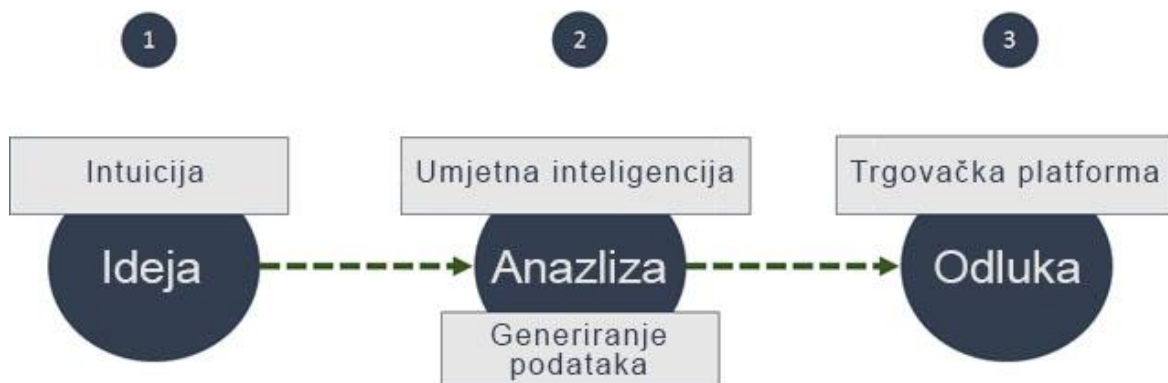 1
2
3
Intuicija
Umjetna inteligencija
Trgovačka platforma
Ideja
Anazliza
Odluka
Generiranje
podataka